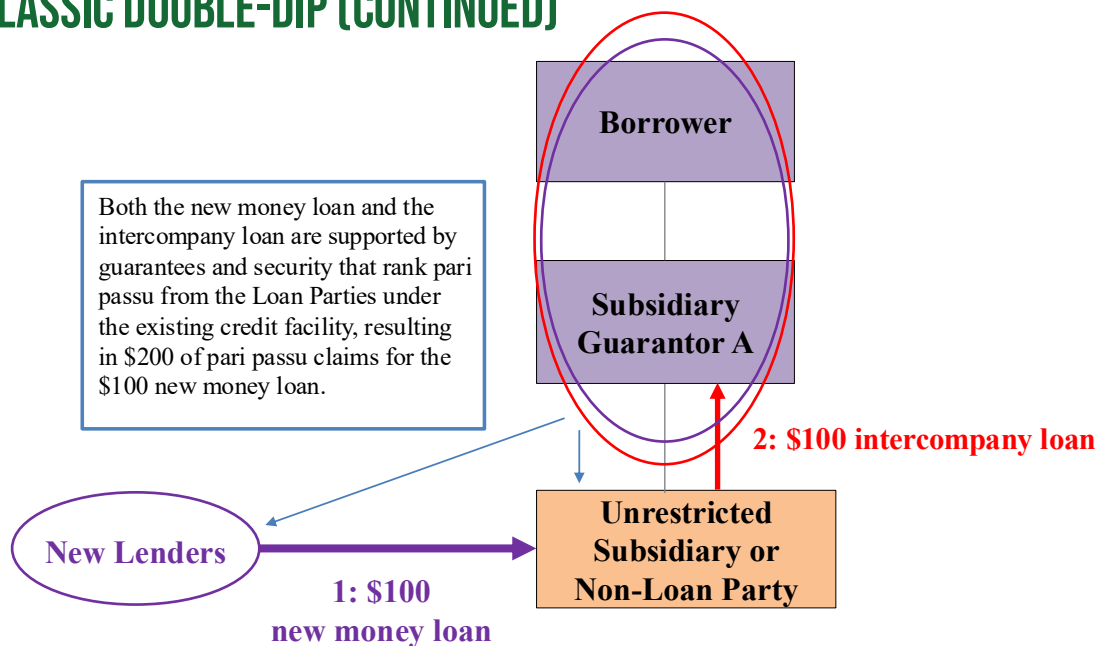 LASSIC DOUBLE-DIP (CONTINUED)
Borrower
Both the new money loan and the
intercompany loan are supported by
guarantees and security that rank pari
passu from the Loan Parties under
the existing credit facility, resulting
in $200 of pari passu claims for the
$100 new money loan.
Subsidiary
Guarantor A
2: $100 intercompany loan
Unrestricted
Subsidiary or
Non-Loan Party
New Lenders
1: $100
new money loan